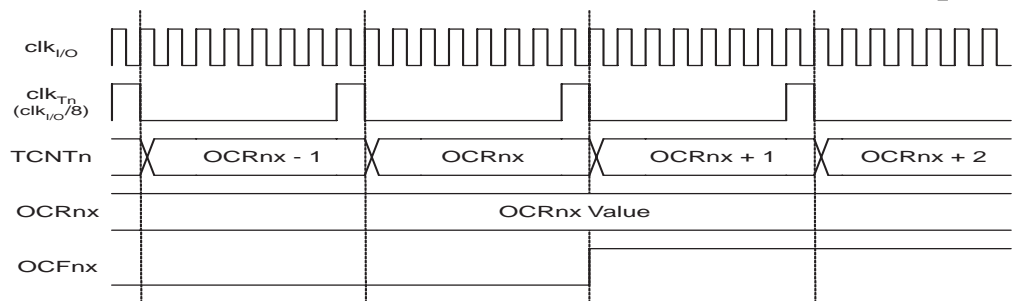 clkI/O
clkTn
(clkI/O/8)
TCNTn OCRnx - 1 OCRnx OCRnx + 1 OCRnx + 2
OCRnx OCRnx Value
OCFnx